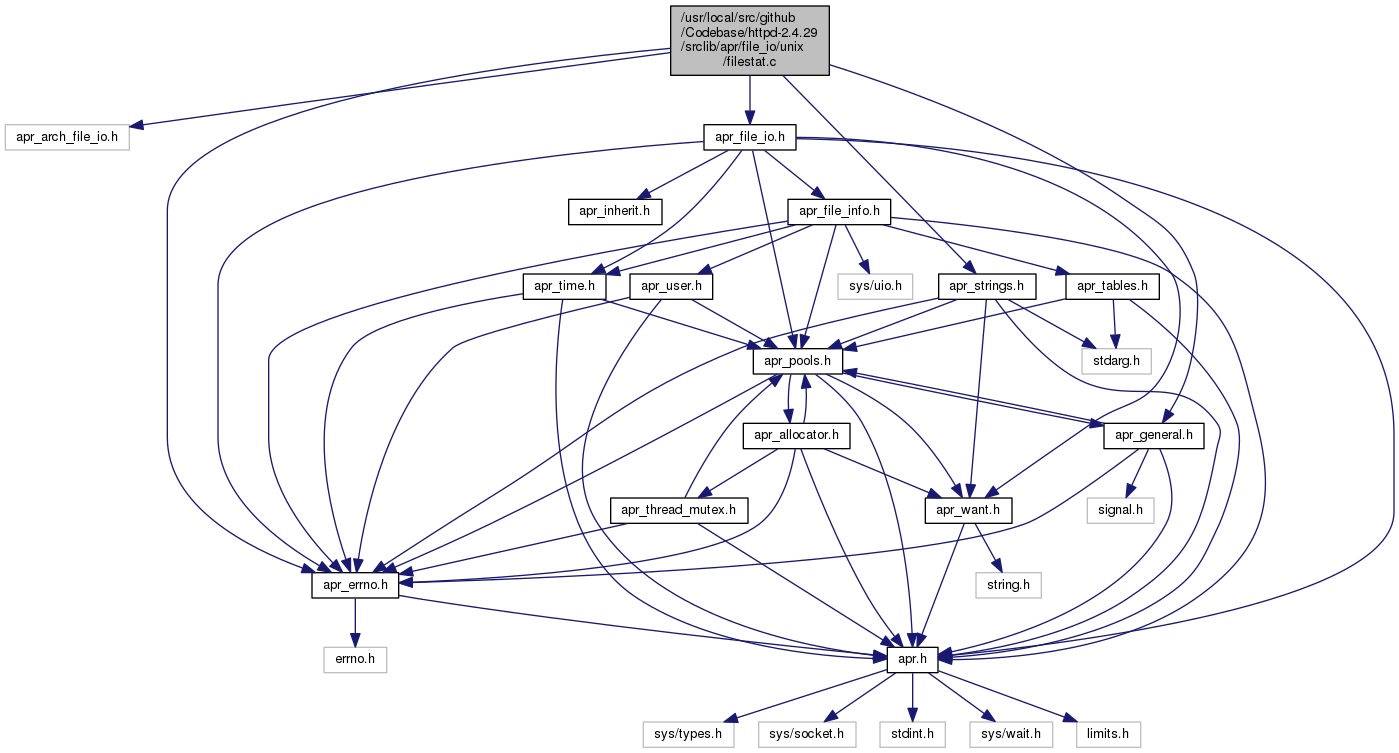 /usr/local/src/github
/Codebase/httpd-2.4.29
/srclib/apr/file_io/unix
/filestat.c
apr_arch_file_io.h
apr_file_io.h
apr_inherit.h
apr_file_info.h
apr_time.h
apr_user.h
sys/uio.h
apr_strings.h
apr_tables.h
apr_pools.h
stdarg.h
apr_allocator.h
apr_general.h
apr_thread_mutex.h
apr_want.h
signal.h
apr_errno.h
string.h
errno.h
apr.h
sys/types.h
sys/socket.h
stdint.h
sys/wait.h
limits.h